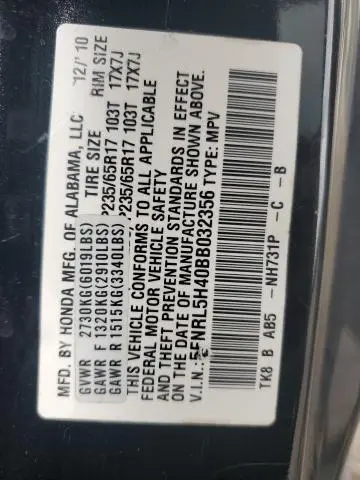 MFD. BY HONDA MFG. OF ALABAMA, LLC 12/'10
TIRE SIZE RIM SIZE
GVWR 2730KG(6019LBS)
GAWR F 1320KG(2910LBS) P235/65R17 103T 17X7J
GAWR R 1515KG(3340LBS) P235/65R17 103T 17X7J
THIS VEHICLE CONFORMS TO ALL APPLICABLE
FEDERAL MOTOR VEHICLE SAFETY
AND THEFT PREVENTION STANDARDS IN EFFECT
ON THE DATE OF MANUFACTURE SHOWN ABOVE.
V.I.N.: 5FNRL5H40BB032356 TYPE: MPV
TK8 B AB5 -NH731P -C -B